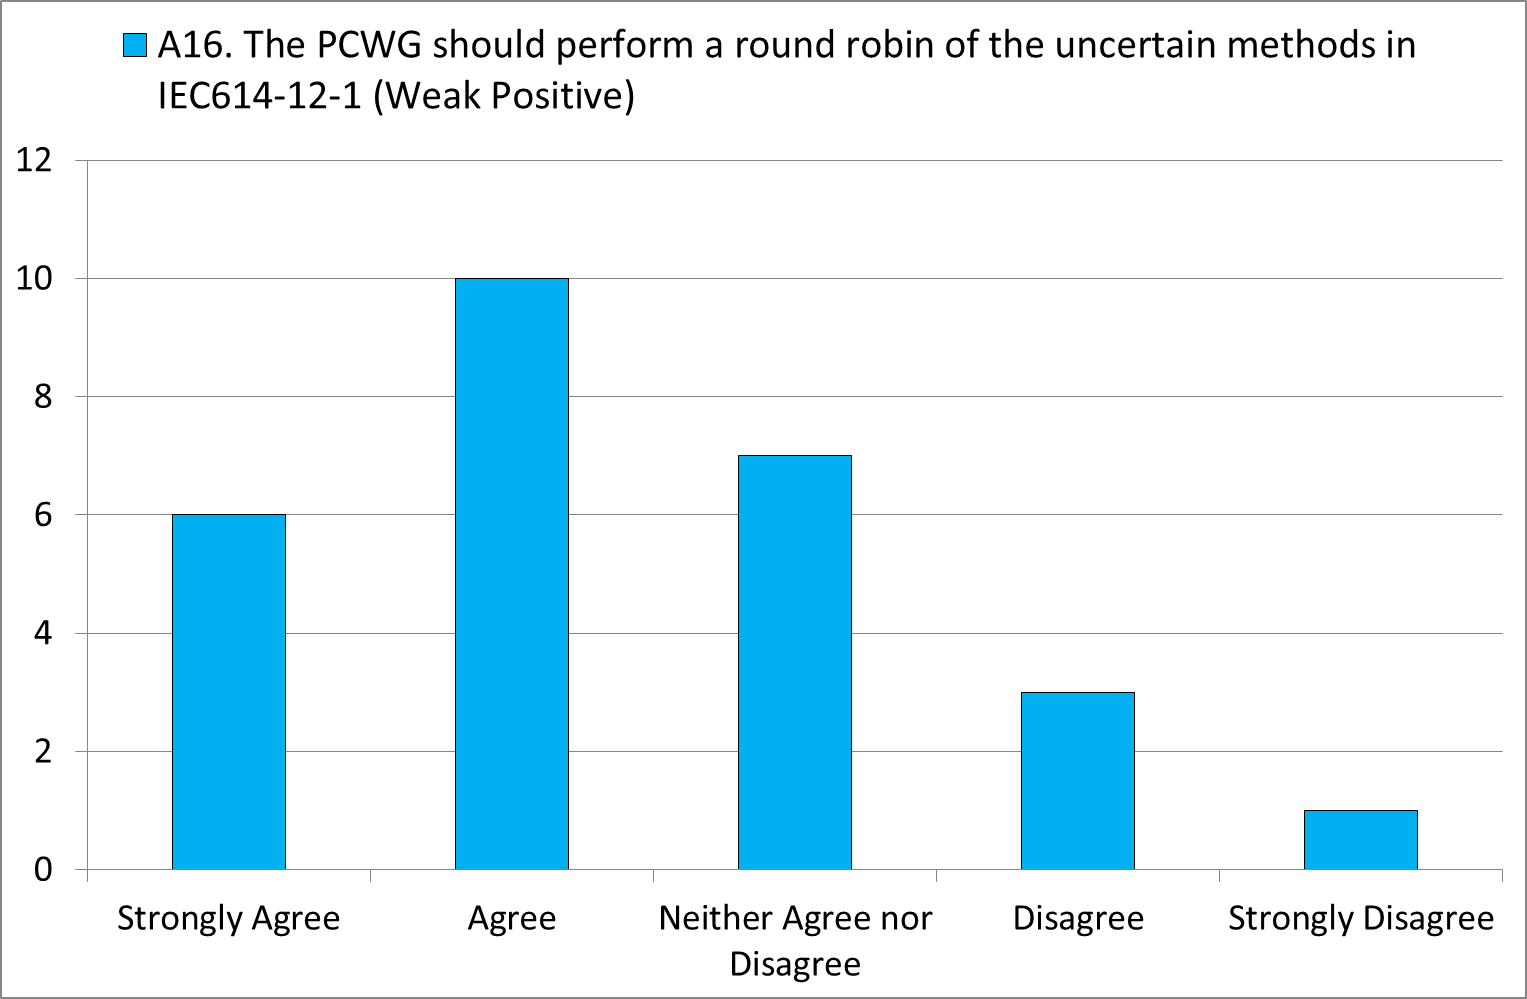 A16. The PCWG should perform a round robin of the uncertain methods in
IEC614-12-1 (Weak Positive)
12
10
8
6
4
2
0
Strongly Agree
Agree
Neither Agree nor
Disagree
Disagree
Strongly Disagree